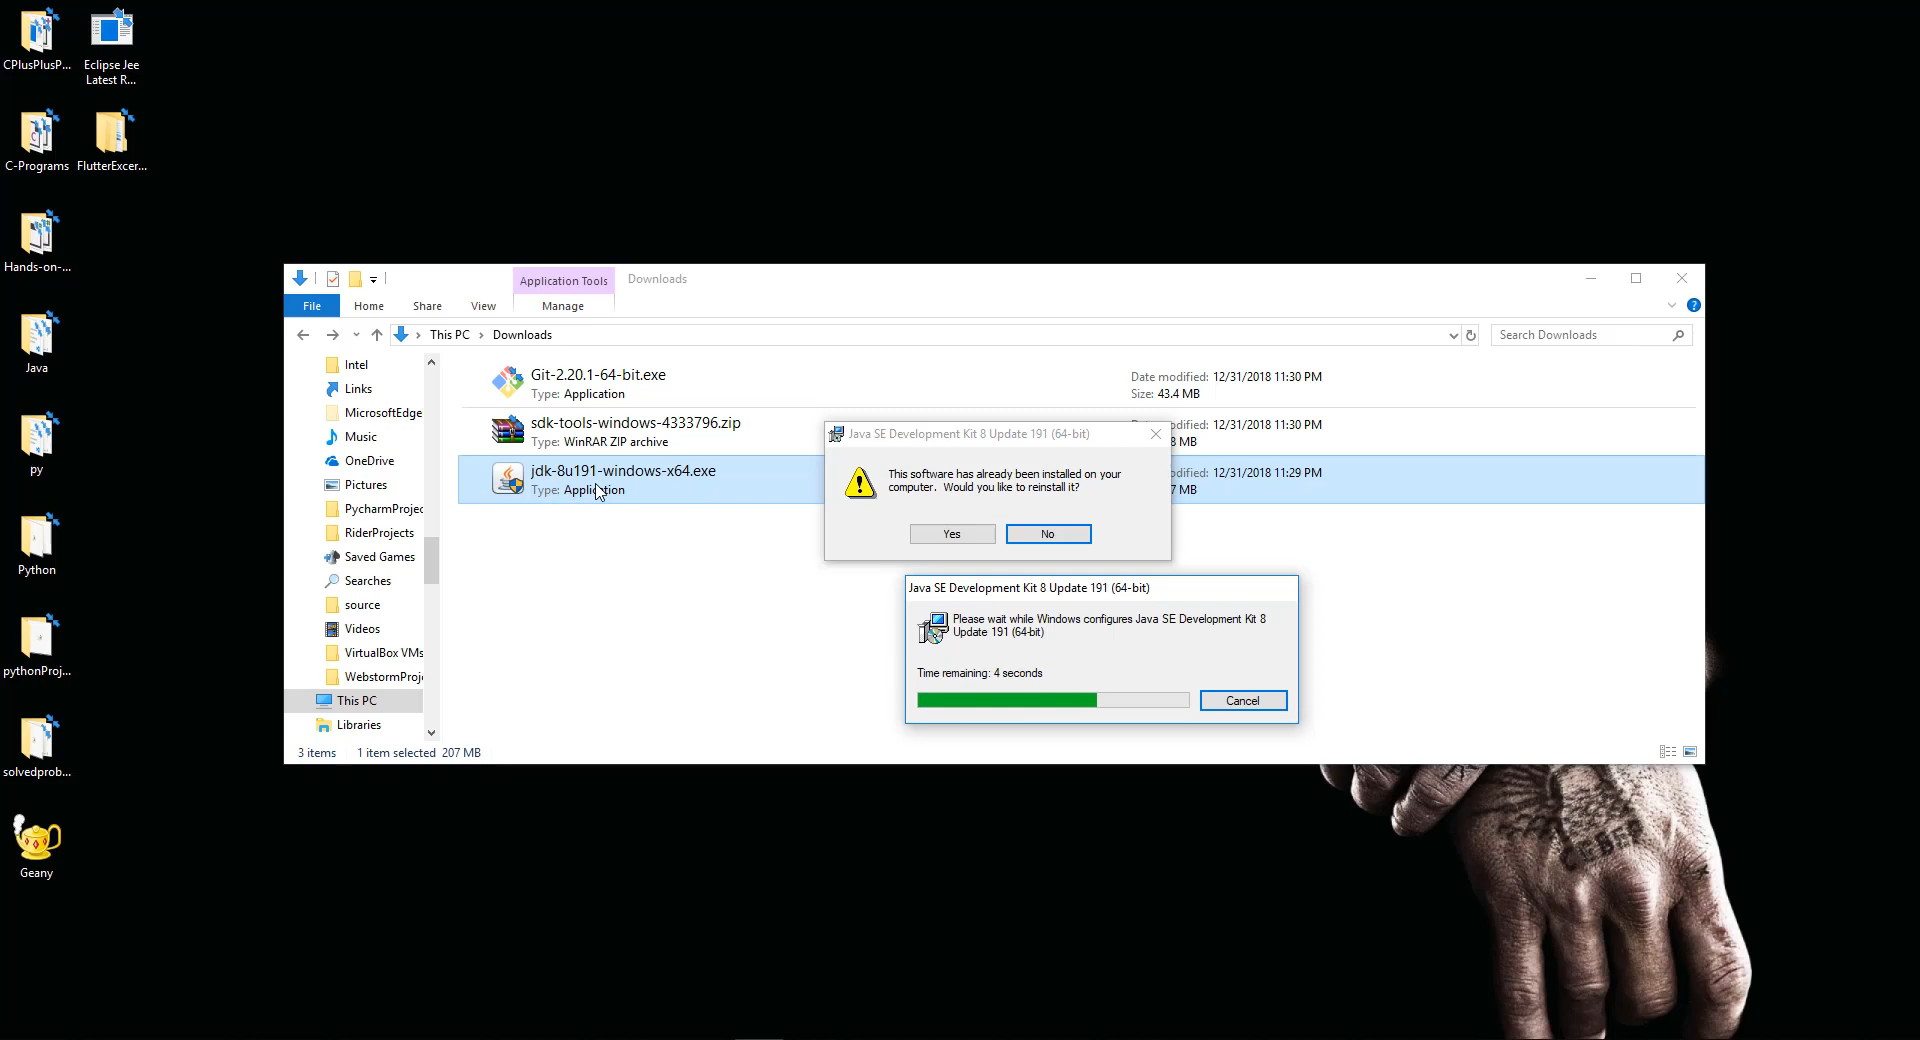 CPlusPlusP...
Eclipse Jee
Latest R...
C-Programs
FlutterExcer...
Hands-on-...
Java
py
Python
pythonProj...
solvedprob...
Geany
Application Tools
Downloads
File
Home
Share
View
Manage
This PC
Downloads
Search Downloads
Intel
Links
MicrosoftEdge
Music
OneDrive
Pictures
PycharmProjec
RiderProjects
Saved Games
Searches
source
Videos
VirtualBox VMs
WebstormProj
This PC
Libraries
Git-2.20.1-64-bit.exe
Type: Application
Date modified: 12/31/2018 11:30 PM
Size: 43.4 MB
sdk-tools-windows-4333796.zip
Type: WinRAR ZIP archive
12/31/2018 11:30 PM
8 MB
jdk-8u191-windows-x64.exe
Type: Application
dified: 12/31/2018 11:29 PM
7 MB
Java SE Development Kit 8 Update 191 (64-bit)
This software has already been installed on your
computer. Would you like to reinstall it?
Yes
No
Java SE Development Kit 8 Update 191 (64-bit)
Please wait while Windows configures Java SE Development Kit 8
Update 191 (64-bit)
Time remaining: 4 seconds
Cancel
3 items
1 item selected 207 MB